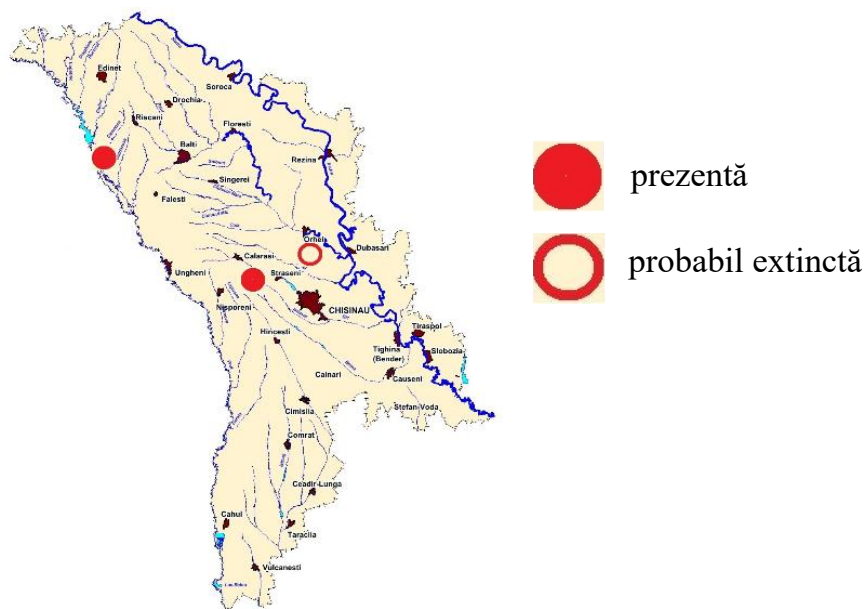 Edinet
Soroca
Drochia
Riscani
Floresti
Balti
Rezina
Singerei
Falesti
Orhei
Dubasari
Calarasi
Ungheni
Straseni
Nisporeni
CHISINAU
Hincesti
Tiraspol
Tighina
(Bender)
Slobozia
Cainari
Causeni
Stefan-Voda
Cimislia
Comrat
Ceadir-Lunga
Cahul
Taraclia
Vulcanesti
prezentă
probabil extinctă